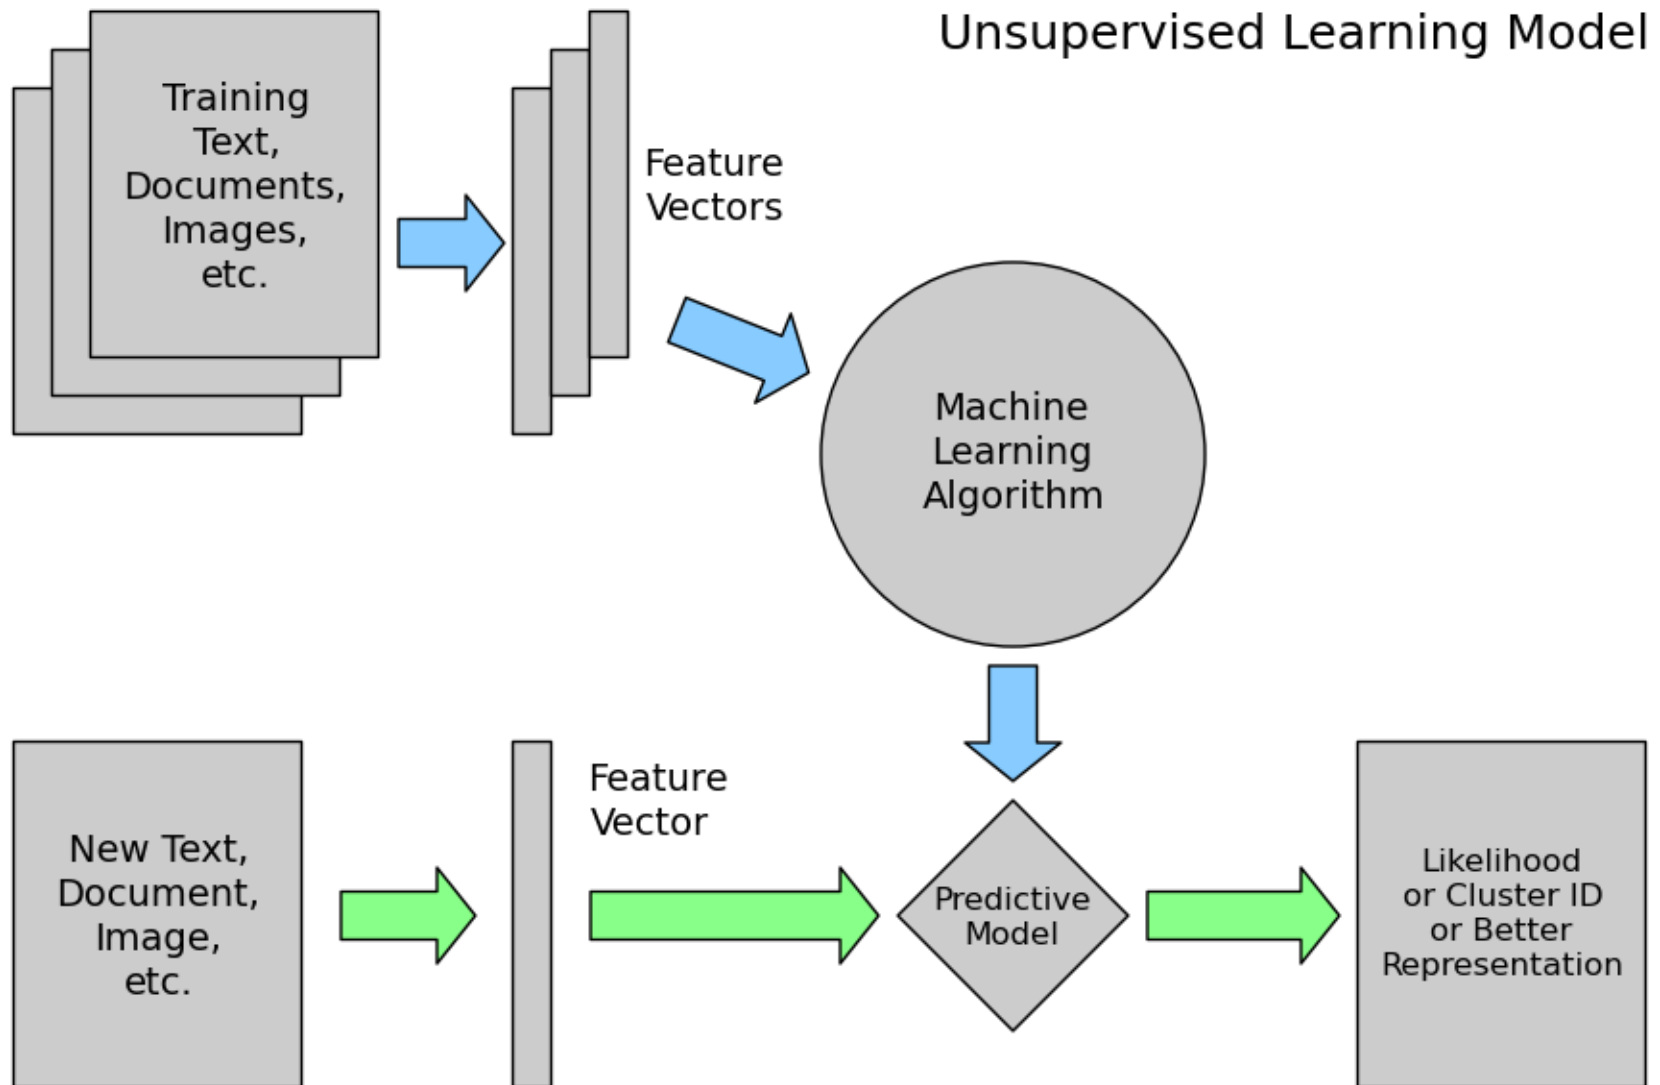 Unsupervised Learning Model
Training
Text,
Documents,
Images,
etc.
Feature
Vectors
Machine
Learning
Algorithm
New Text,
Document,
Image,
etc.
Feature
Vector
Predictive
Model
Likelihood
or Cluster ID
or Better
Representation